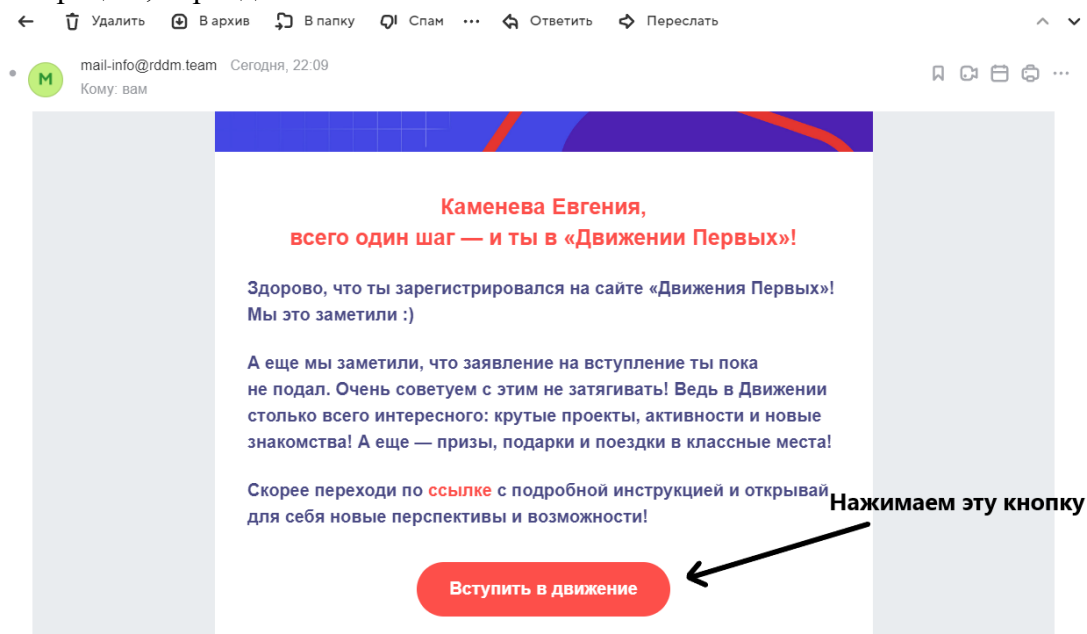 Удалить В архив В папку Спам Ответить Переслать
М
mail-info@rddm.team Сегодня, 22:09
Кому: вам
Каменева Евгения,
всего один шаг — и ты в «Движении Первых»!
Здорово, что ты зарегистрировался на сайте «Движения Первых»!
Мы это заметили :)
А еще мы заметили, что заявление на вступление ты пока
не подал. Очень советуем с этим не затягивать! Ведь в Движении
столько всего интересного: крутые проекты, активности и новые
знакомства! А еще — призы, подарки и поездки в классные места!
Скорее переходи по ссылке с подробной инструкцией и открывай
для себя новые перспективы и возможности!
Нажимаем эту кнопку
Вступить в движение